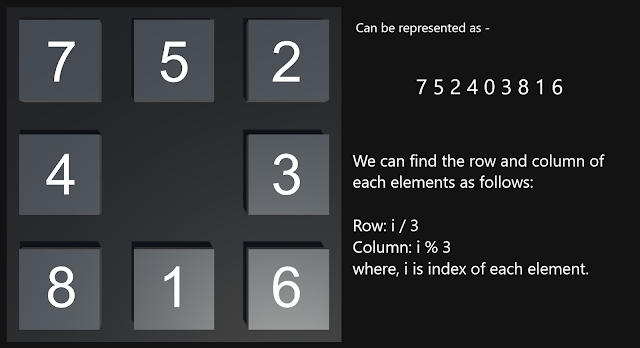 7 5 2
4 3
8 1 6
Can be represented as -
7 5 2 4 0 3 8 1 6
We can find the row and column of
each elements as follows:
Row: i / 3
Column: i % 3
where, i is index of each element.